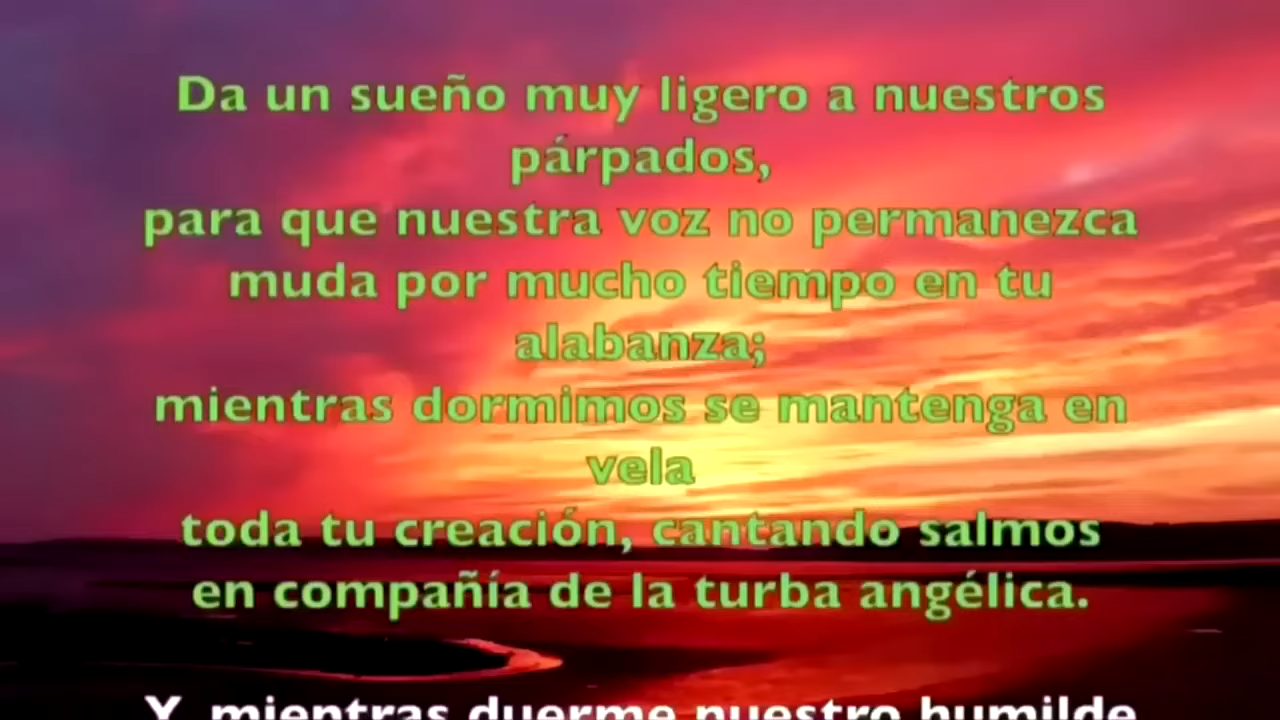 Da un sueño muy ligero a nuestros
párpados,
para que nuestra voz no permanezca
muda por mucho tiempo en tu
alabanza;
mientras dormimos se mantenga en
vela
toda tu creación, cantando salmos
en compañía de la turba angélica.
Y, mientras duerme nuestro humilde